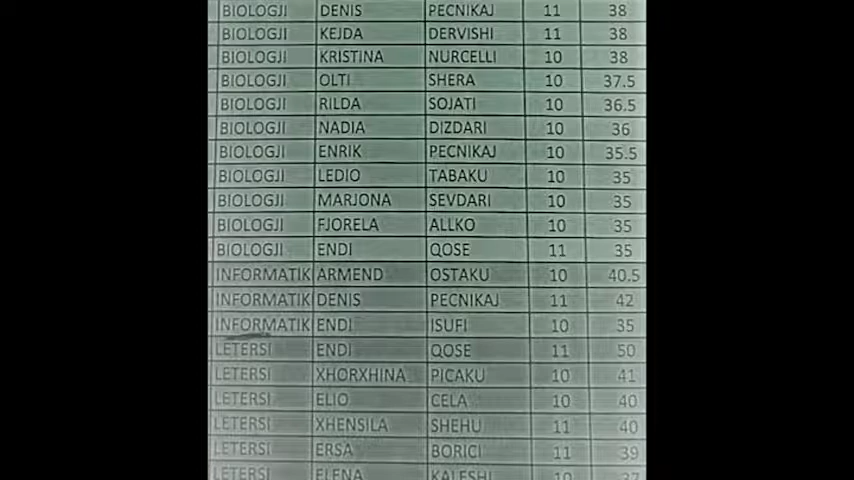 BIOLOGJI DENIS PECNIKAJ 11 38
BIOLOGJI KEJDA DERVISHI 11 38
BIOLOGJI KRISTINA NURCELLI 10 38
BIOLOGJI OLTI SHERA 10 37.5
BIOLOGJI RILDA SOJATI 10 36.5
BIOLOGJI NADIA DIZDARI 10 36
BIOLOGJI ENRIK PECNIKAJ 10 35.5
BIOLOGJI LEDIO TABAKU 10 35
BIOLOGJI MARJONA SEVDARI 10 35
BIOLOGJI FJORELA ALLKO 10 35
BIOLOGJI ENDI QOSE 11 35
INFORMATIK ARMEND OSTAKU 10 40.5
INFORMATIK DENIS PECNIKAJ 11 42
INFORMATIK ENDI ISUFI 10 35
LETERSI ENDI QOSE 11 50
LETERSI XHORXHINA PICAKU 10 41
LETERSI ELIO CELA 10 40
LETERSI XHENSILA SHEHU 11 40
LETERSI ERSA BORICI 11 39
LETERSI ELENA KALESHI 10 37